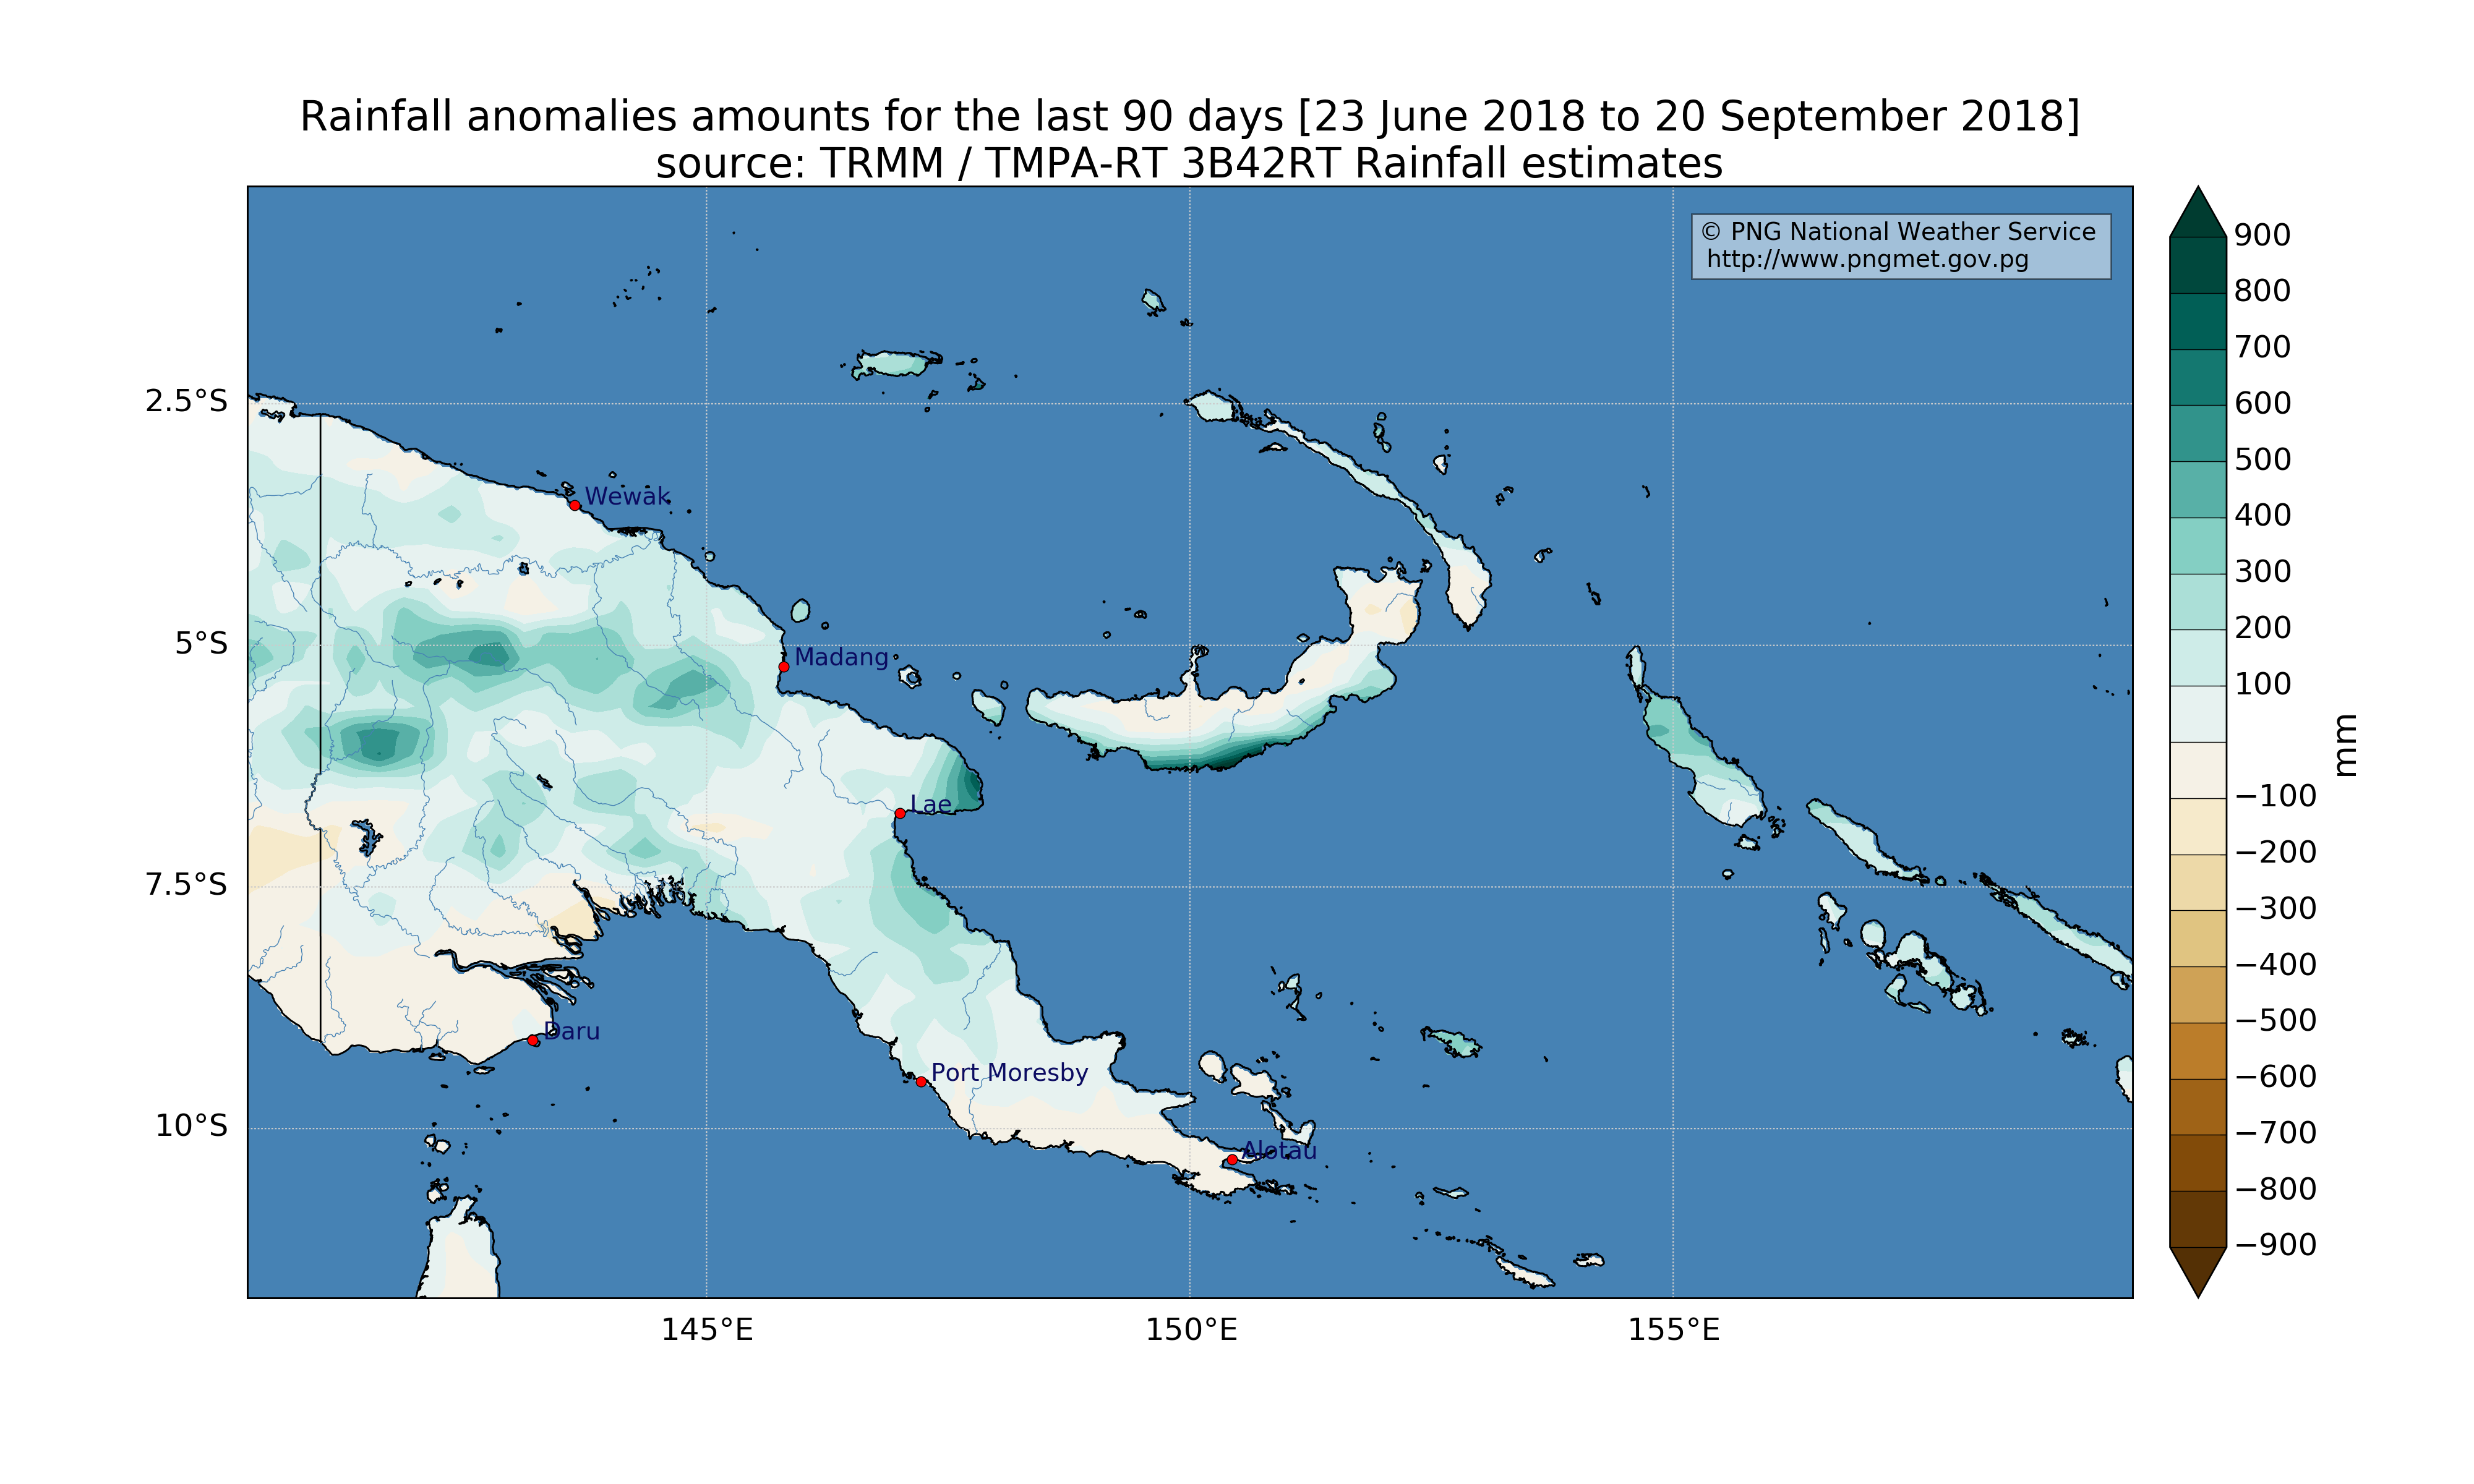 Rainfall anomalies amounts for the last 90 days [23 June 2018 to 20 September 2018]
source: TRMM / TMPA-RT 3B42RT Rainfall estimates
© PNG National Weather Service
http://www.pngmet.gov.pg
2.5°S
5°S
7.5°S
10°S
145°E
150°E
155°E
Wewak
Madang
Lae
Daru
Port Moresby
Alotau
900
800
700
600
500
400
300
200
100
−100
−200
−300
−400
−500
−600
−700
−800
−900
mm